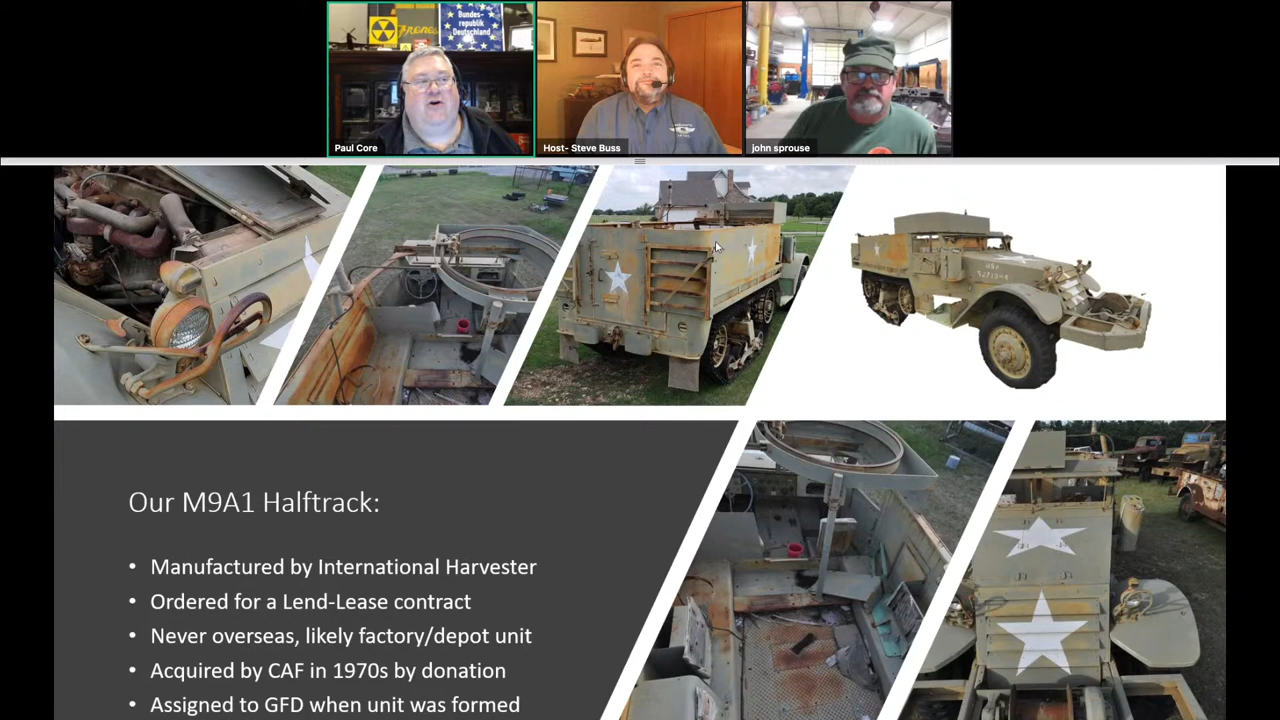 Bundes-
republik
Deutschland
Paul Core
Host- Steve Buss
john sprouse
Our M9A1 Halftrack:
• Manufactured by International Harvester
• Ordered for a Lend-Lease contract
• Never overseas, likely factory/depot unit
• Acquired by CAF in 1970s by donation
• Assigned to GFD when unit was formed